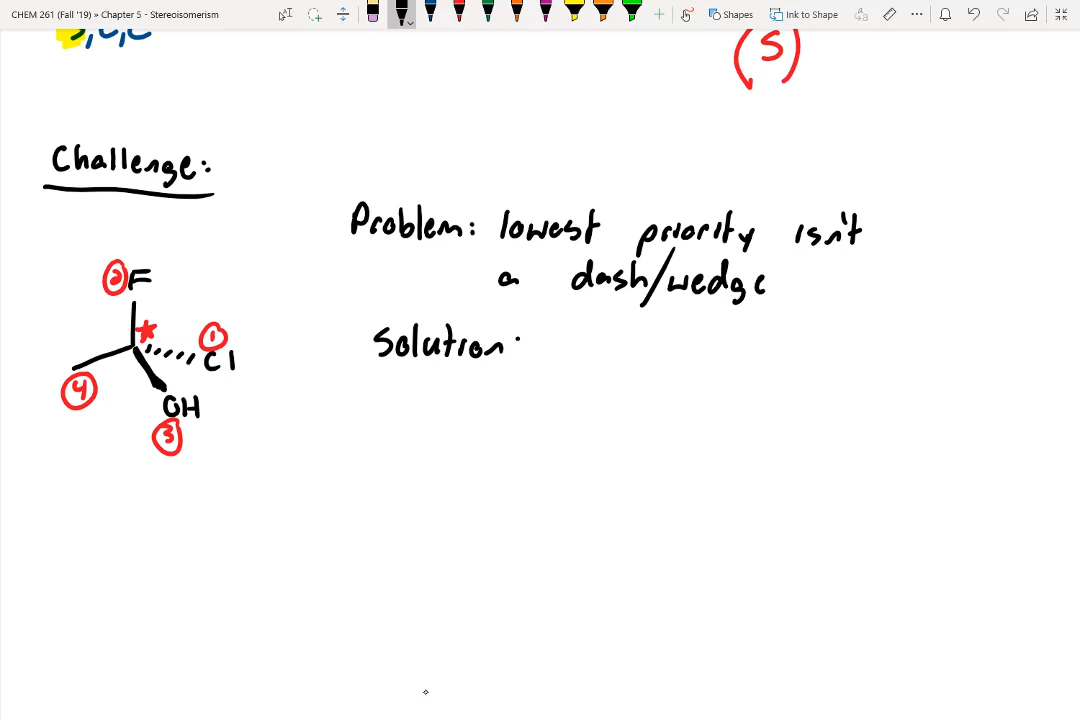 CHEM 261 (Fall '19) » Chapter 5 - Stereoisomerism
Shapes
Ink to Shape
(S)
Challenge:
Problem: lowest priority isn't
a dash/wedge
Solution:
2 F
1
Cl
4
OH
3